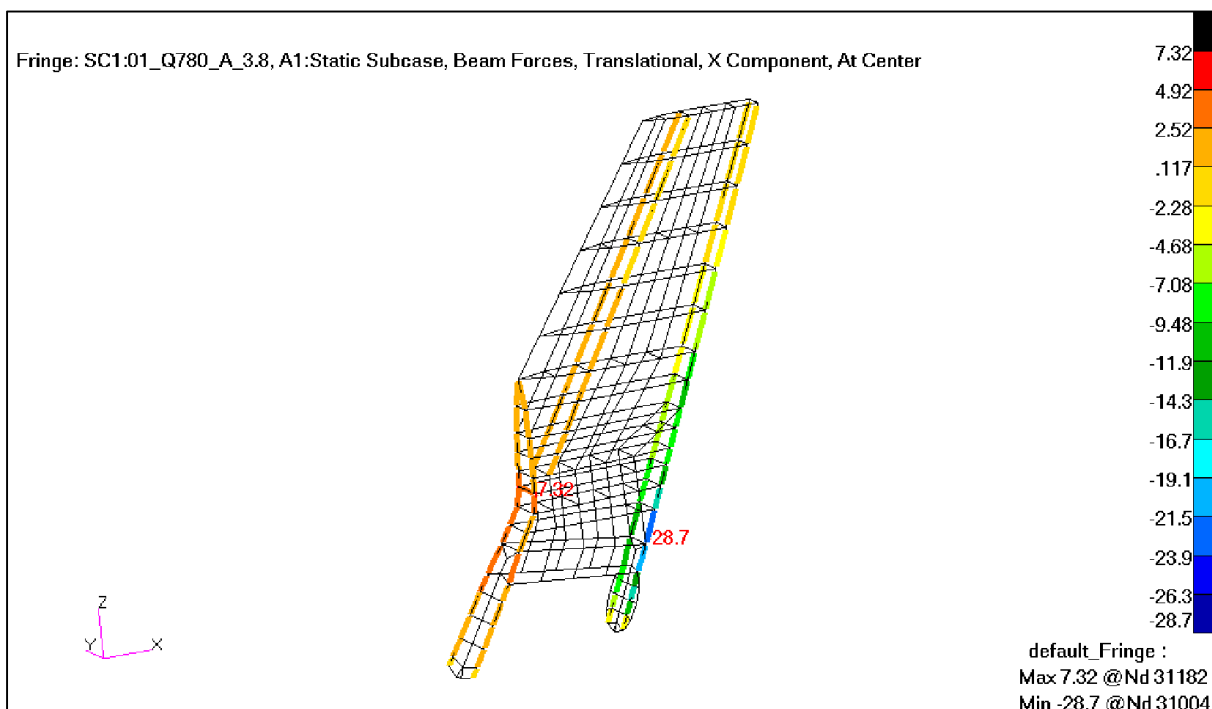 Fringe: SC1:01_Q780_A_3.8, A1:Static Subcase, Beam Forces, Translational, X Component, At Center
7.32
4.92
2.52
.117
-2.28
-4.68
-7.08
-9.48
-11.9
-14.3
-16.7
-19.1
-21.5
-23.9
-26.3
-28.7
7.32
-28.7
Z
Y
X
default_Fringe :
Max 7.32 @Nd 31182
Min -28.7 @Nd 31004